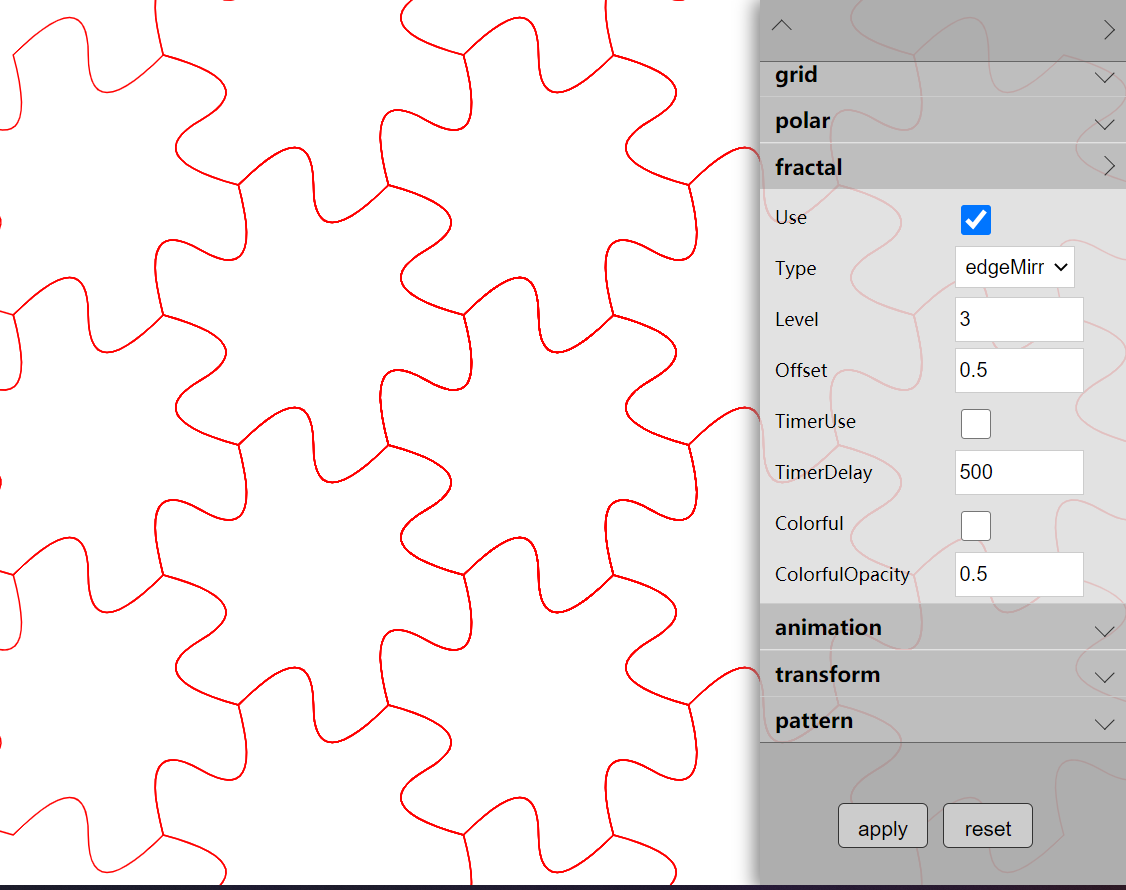 grid
polar
fractal
Use
Type edgeMirr
Level 3
Offset 0.5
TimerUse
TimerDelay 500
Colorful
ColorfulOpacity 0.5
animation
transform
pattern
apply reset